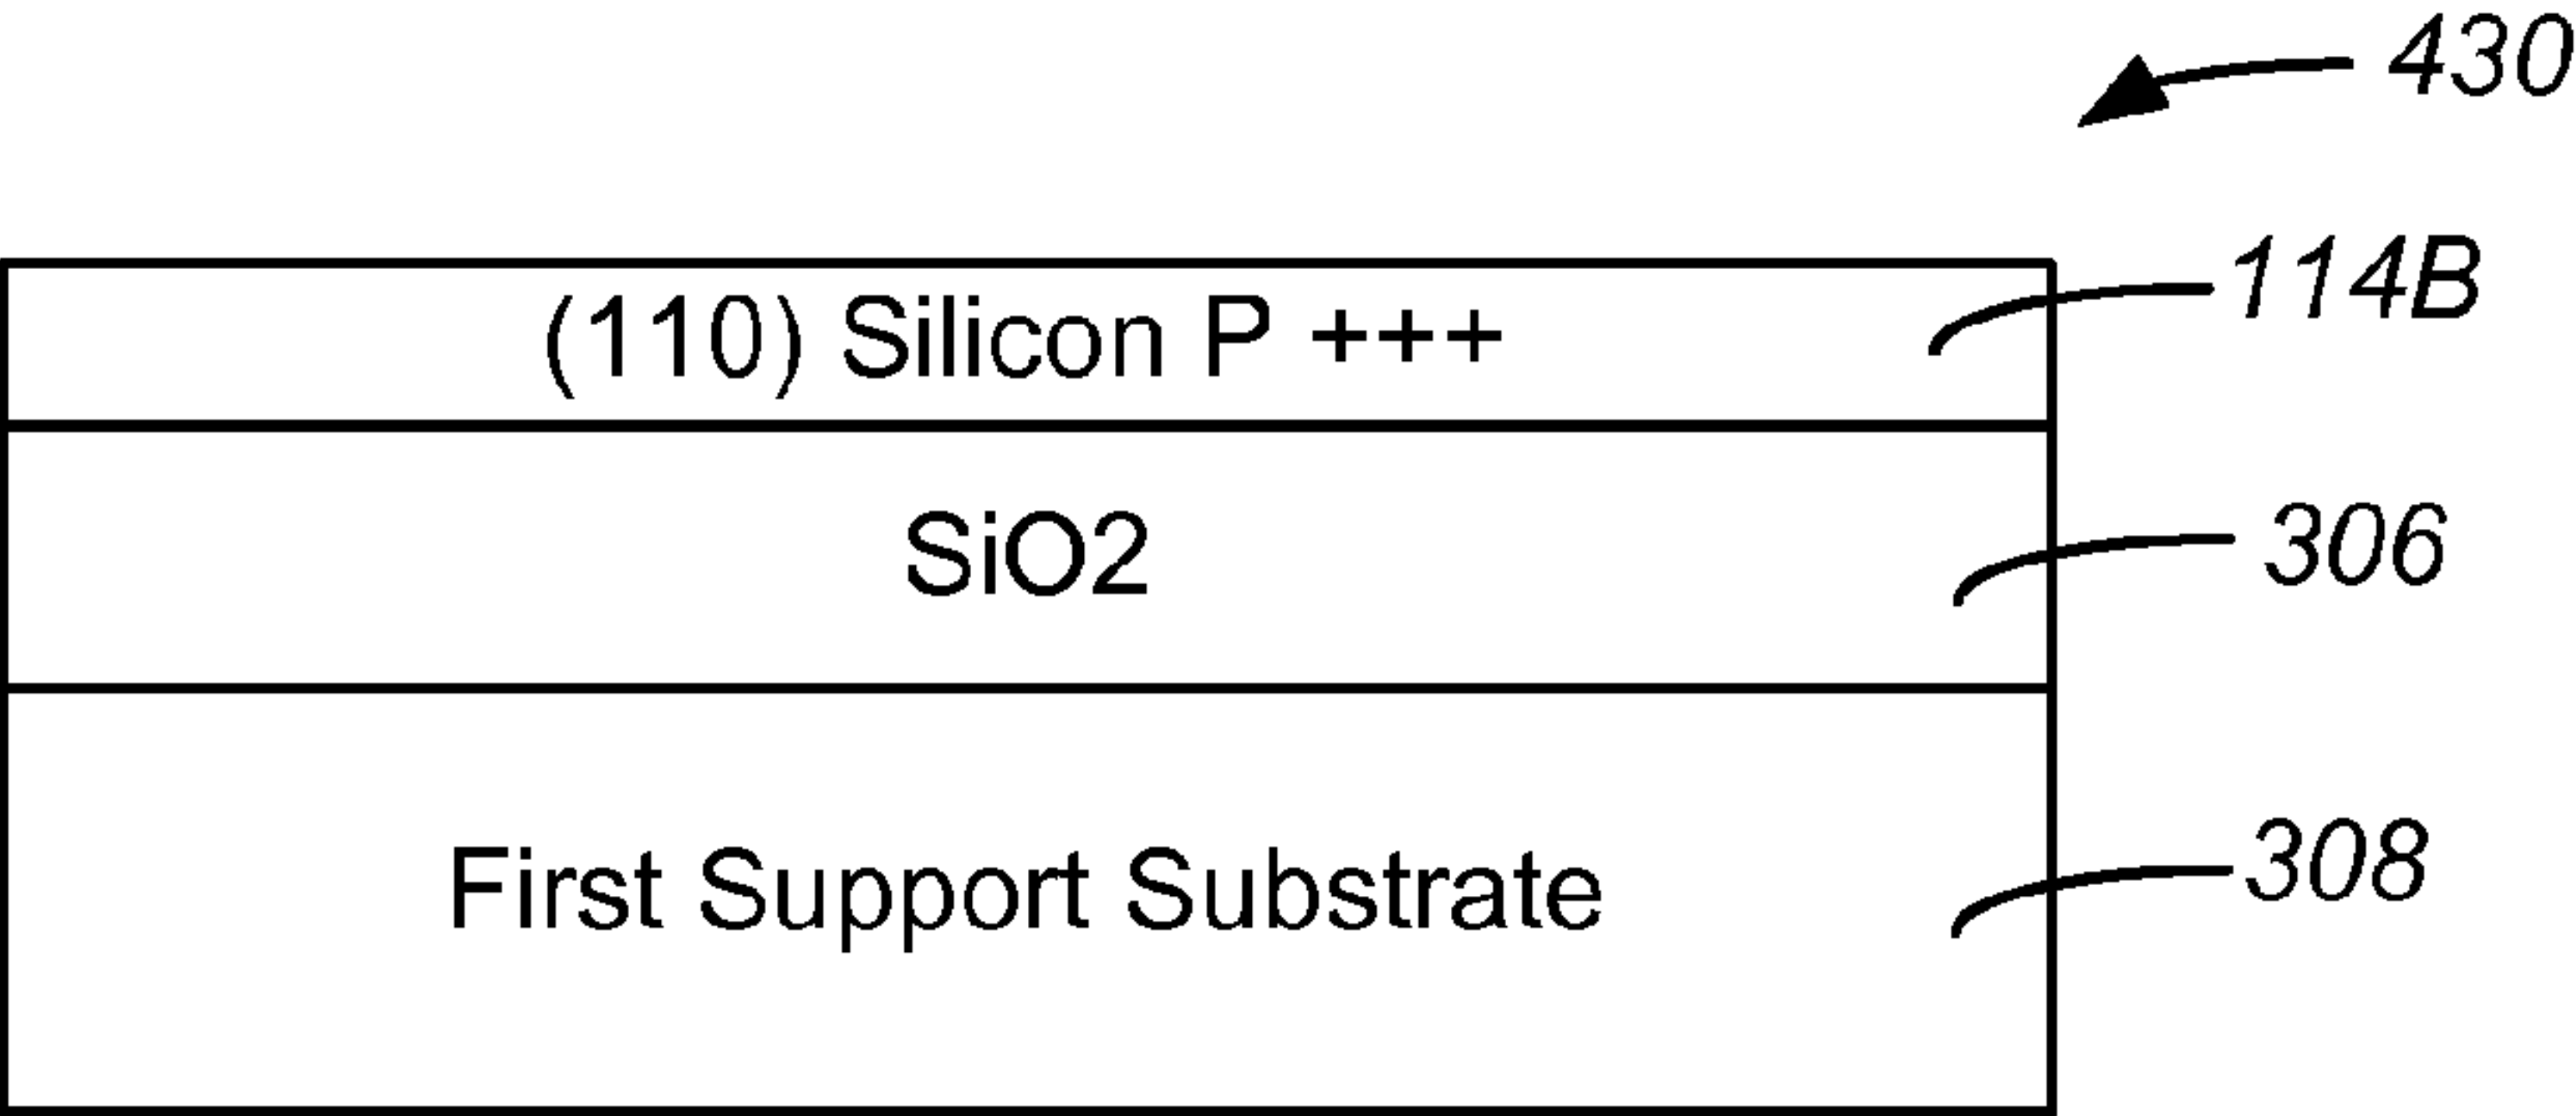 430
114B
(110) Silicon P +++
SiO2
306
First Support Substrate
308